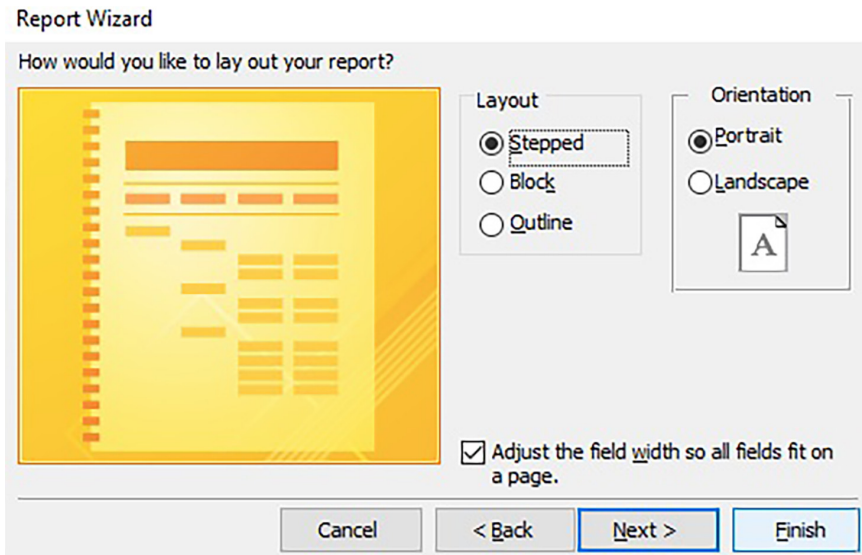 Report Wizard
How would you like to lay out your report?
Layout
Stepped
Block
Outline
Orientation
Portrait
Landscape
A
Adjust the field width so all fields fit on
a page.
Cancel
< Back
Next >
Finish